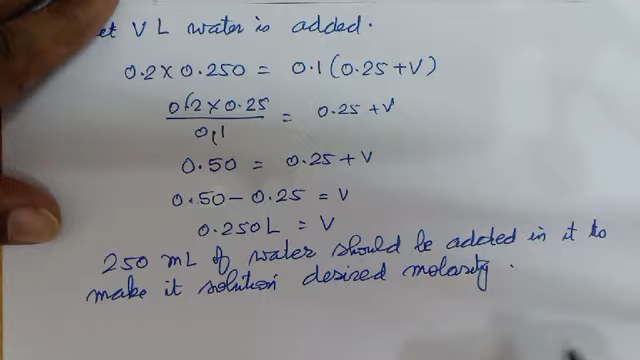 et V L water is added.
0.2 x 0.250 = 0.1 (0.25 + V)
0.2 x 0.25 / 0.1 = 0.25 + V
0.50 = 0.25 + V
0.50 - 0.25 = V
0.250 L = V
250 mL of water should be added in it to
make it solution desired molarity.